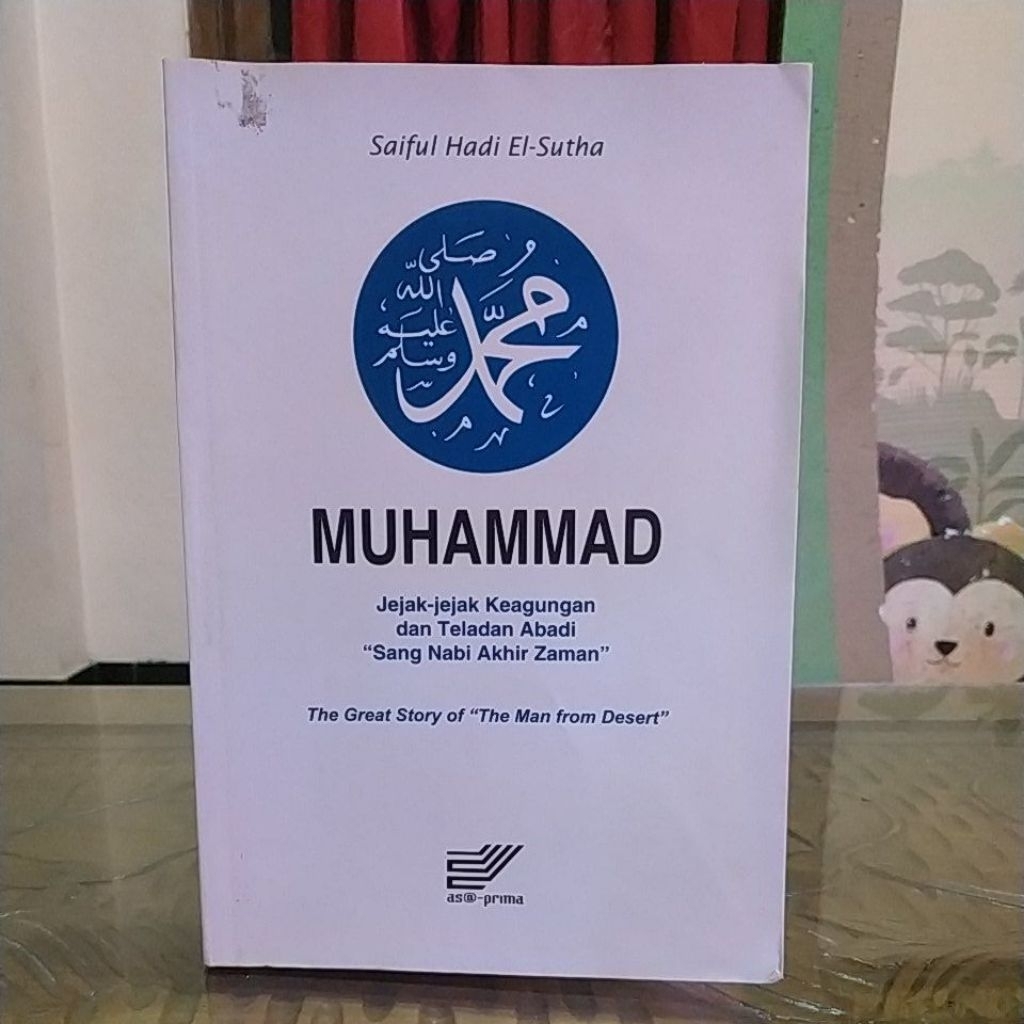 Saiful Hadi El-Sutha
صلى
الله
عليه
وسلم
محمد
MUHAMMAD
Jejak-jejak Keagungan
dan Teladan Abadi
“Sang Nabi Akhir Zaman”
The Great Story of “The Man from Desert”
as@-prima